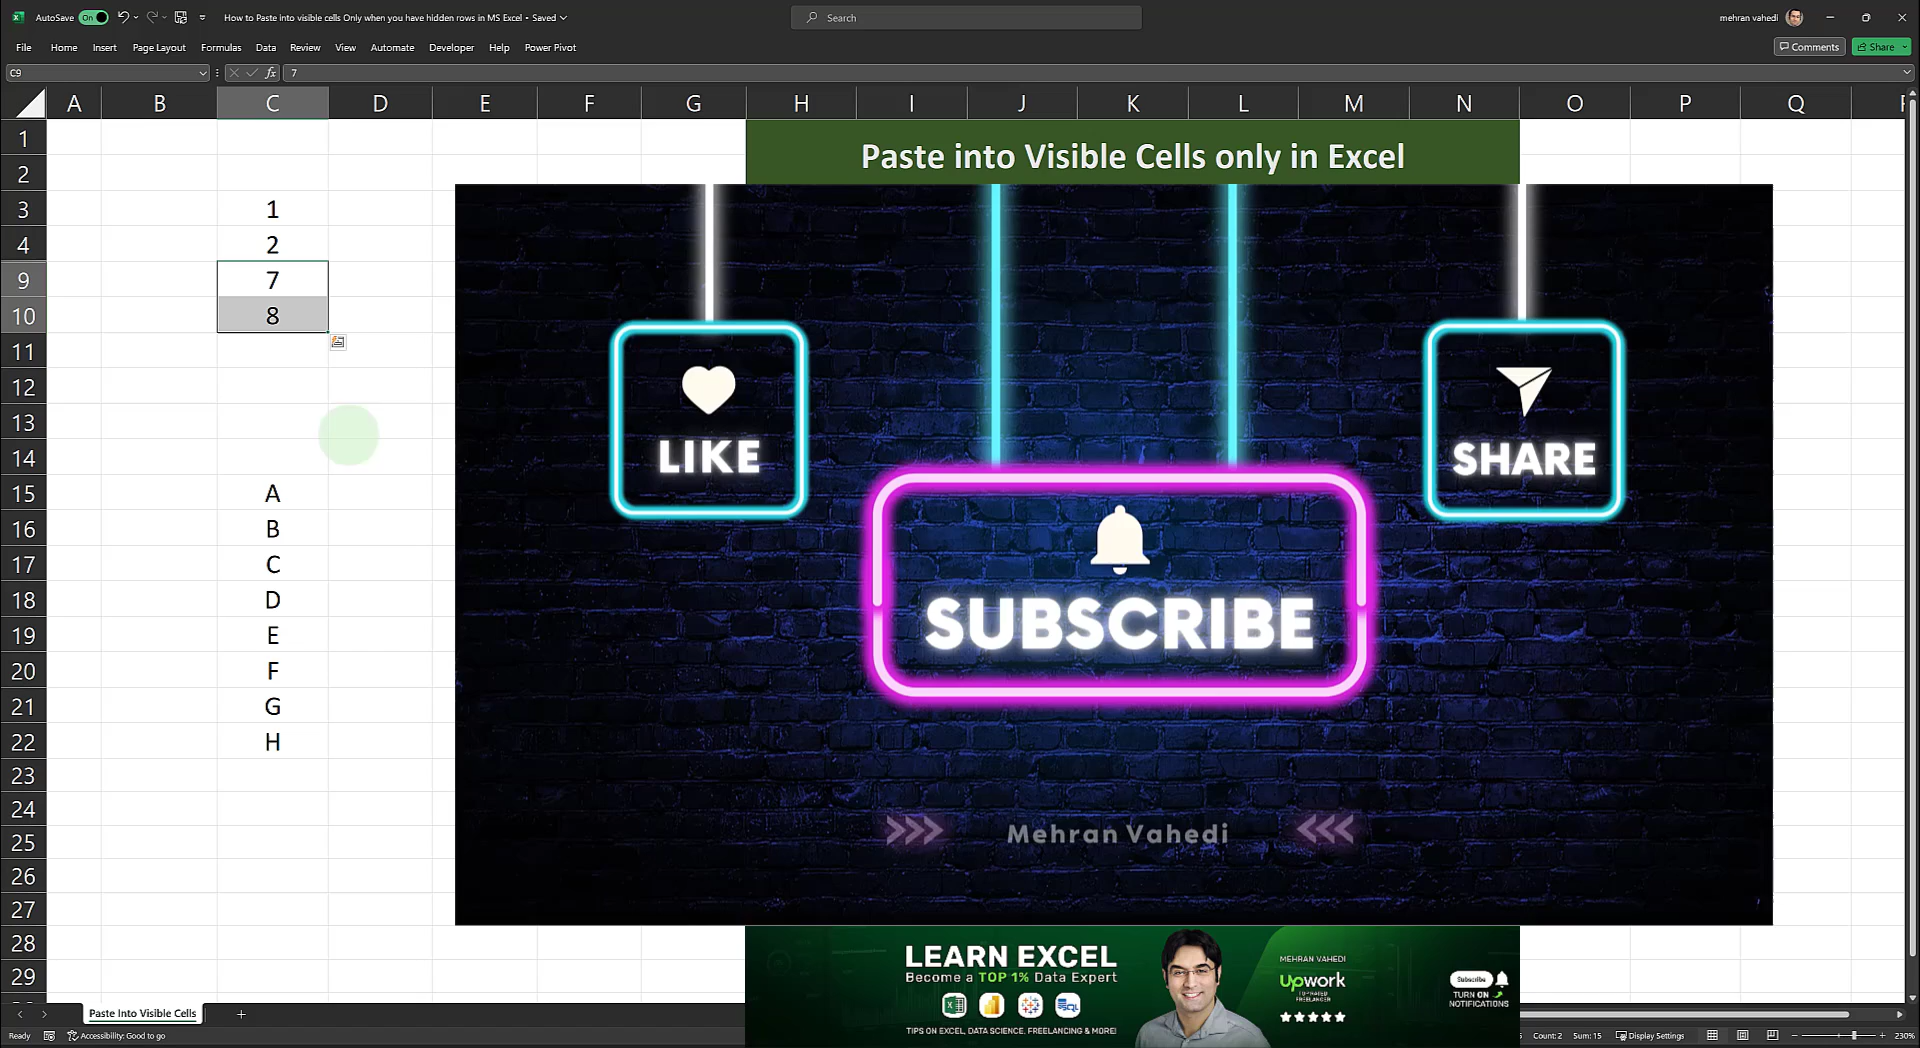 AutoSave On How to Paste into visible cells Only when you have hidden rows in MS Excel • Saved Search mehran vahedi
File Home Insert Page Layout Formulas Data Review View Automate Developer Help Power Pivot Comments Share
C9 fx 7
A B C D E F G H I J K L M N O P Q
1
Paste into Visible Cells only in Excel
2
3 1
4 2
9 7
10 8
11
12
13
14
15 A
16 B
17 C
18 D
19 E
20 F
21 G
22 H
23
24
25
26
27
28
29
LIKE
SHARE
SUBSCRIBE
>>> Mehran Vahedi <<<
LEARN EXCEL
Become a TOP 1% Data Expert
SQL
TIPS ON EXCEL, DATA SCIENCE, FREELANCING & MORE!
MEHRAN VAHEDI
Upwork
TOP RATED
FREELANCER
Subscribe
TURN ON
NOTIFICATIONS
Paste Into Visible Cells
Ready Accessibility: Good to go Count: 2 Sum: 15 Display Settings 230%